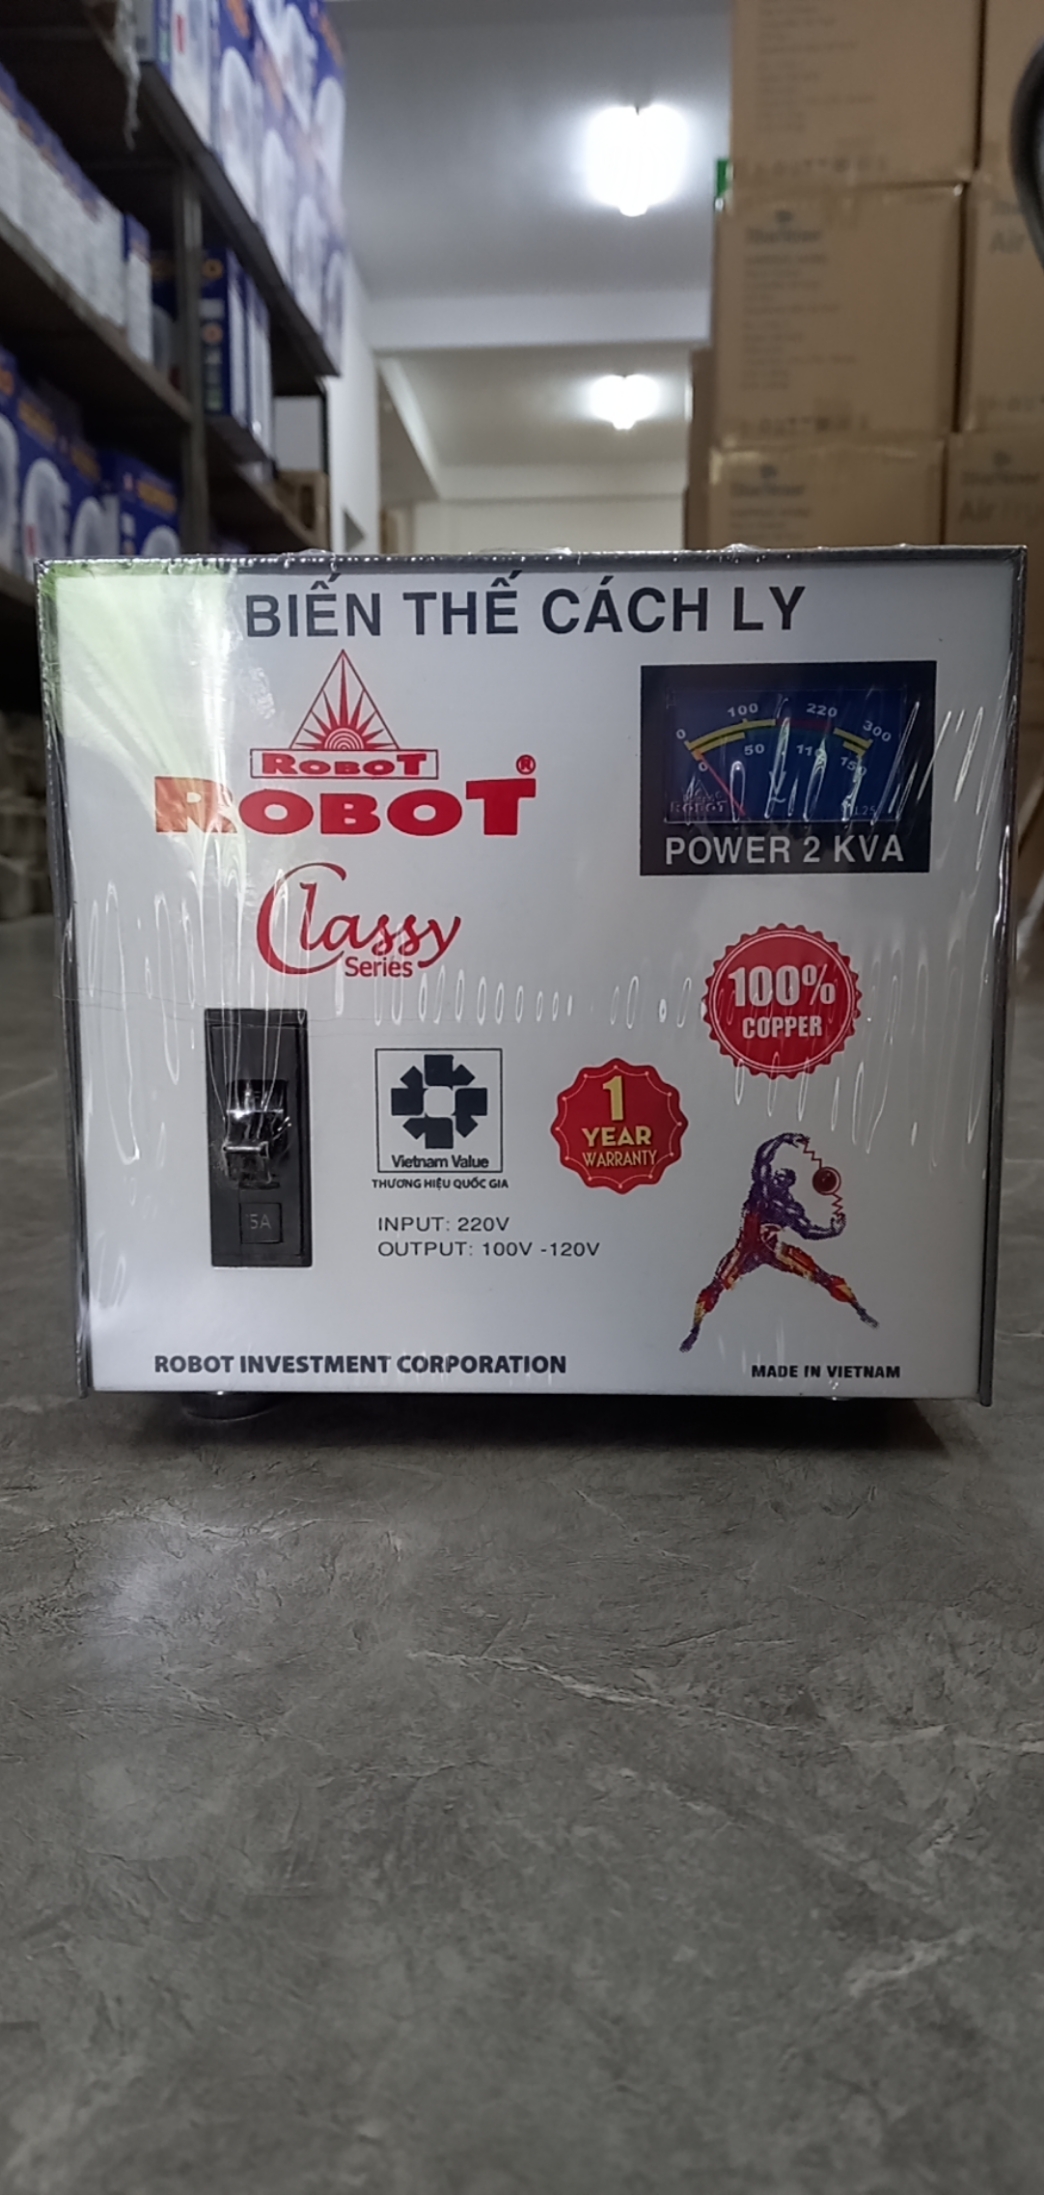 BIẾN THẾ CÁCH LY
ROBOT
ROBOT®
Classy
Series
100 220 300
0 50 110 150
0
ROBOT
POWER 2 KVA
100%
COPPER
1
YEAR
WARRANTY
Vietnam Value
THƯƠNG HIỆU QUỐC GIA
5A
INPUT: 220V
OUTPUT: 100V -120V
ROBOT INVESTMENT CORPORATION
MADE IN VIETNAM